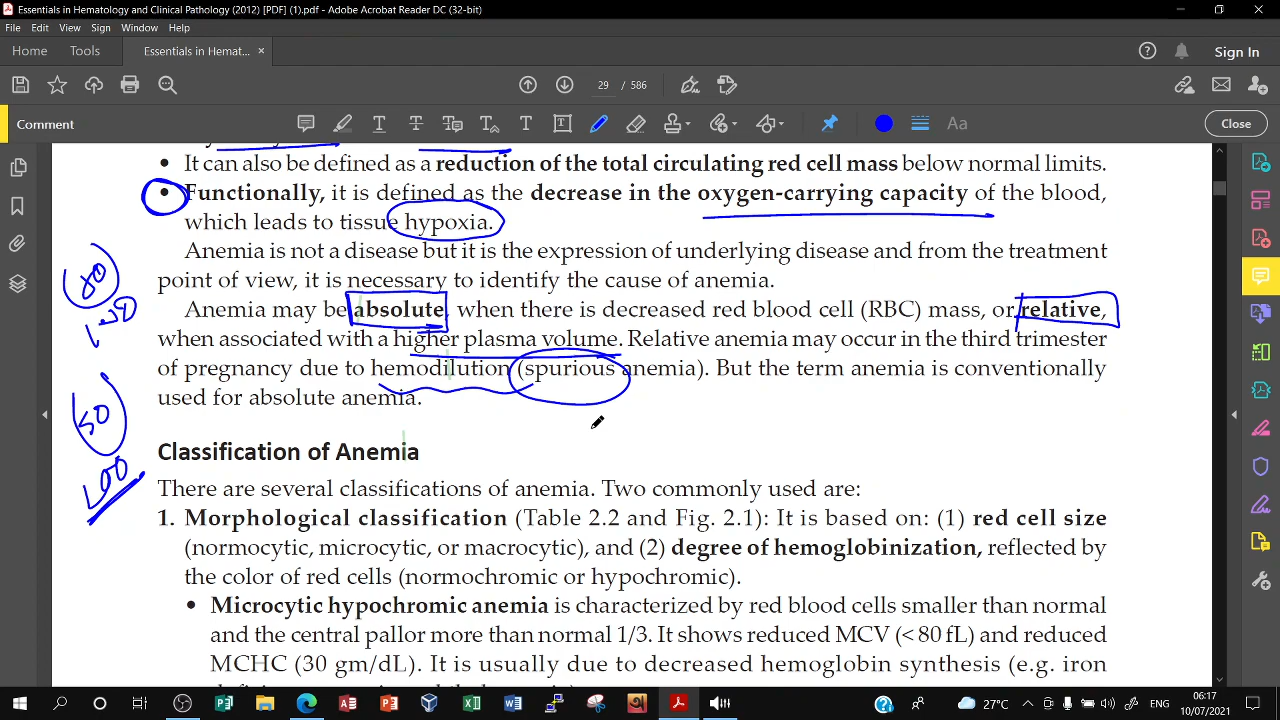 Essentials in Hematology and Clinical Pathology (2012) [PDF] (1).pdf - Adobe Acrobat Reader DC (32-bit)
File Edit View Sign Window Help
Home Tools Essentials in Hemat... × Sign In
29 / 586
Comment Aa Close
• It can also be defined as a reduction of the total circulating red cell mass below normal limits.
• Functionally, it is defined as the decrease in the oxygen-carrying capacity of the blood,
which leads to tissue hypoxia.
Anemia is not a disease but it is the expression of underlying disease and from the treatment
point of view, it is necessary to identify the cause of anemia.
80
100
Anemia may be absolute, when there is decreased red blood cell (RBC) mass, or relative,
when associated with a higher plasma volume. Relative anemia may occur in the third trimester
of pregnancy due to hemodilution (spurious anemia). But the term anemia is conventionally
used for absolute anemia.
50
100
Classification of Anemia
There are several classifications of anemia. Two commonly used are:
1. Morphological classification (Table 2.2 and Fig. 2.1): It is based on: (1) red cell size
(normocytic, microcytic, or macrocytic), and (2) degree of hemoglobinization, reflected by
the color of red cells (normochromic or hypochromic).
• Microcytic hypochromic anemia is characterized by red blood cells smaller than normal
and the central pallor more than normal 1/3. It shows reduced MCV (< 80 fL) and reduced
MCHC (30 gm/dL). It is usually due to decreased hemoglobin synthesis (e.g. iron
27°C ENG 06:17
10/07/2021